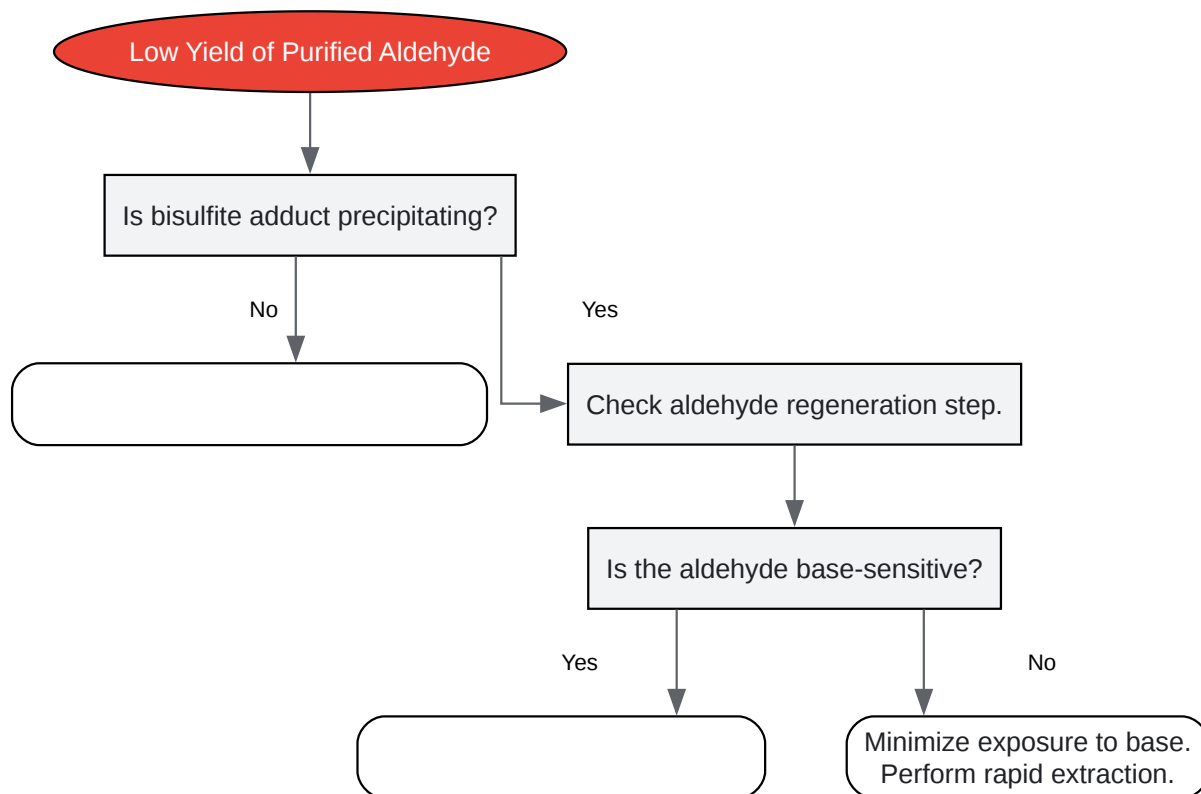 Low Yield of Purified Aldehyde
Is bisulfite adduct precipitating?
No
Yes
Check aldehyde regeneration step.
Is the aldehyde base-sensitive?
Yes
No
Minimize exposure to base.
Perform rapid extraction.